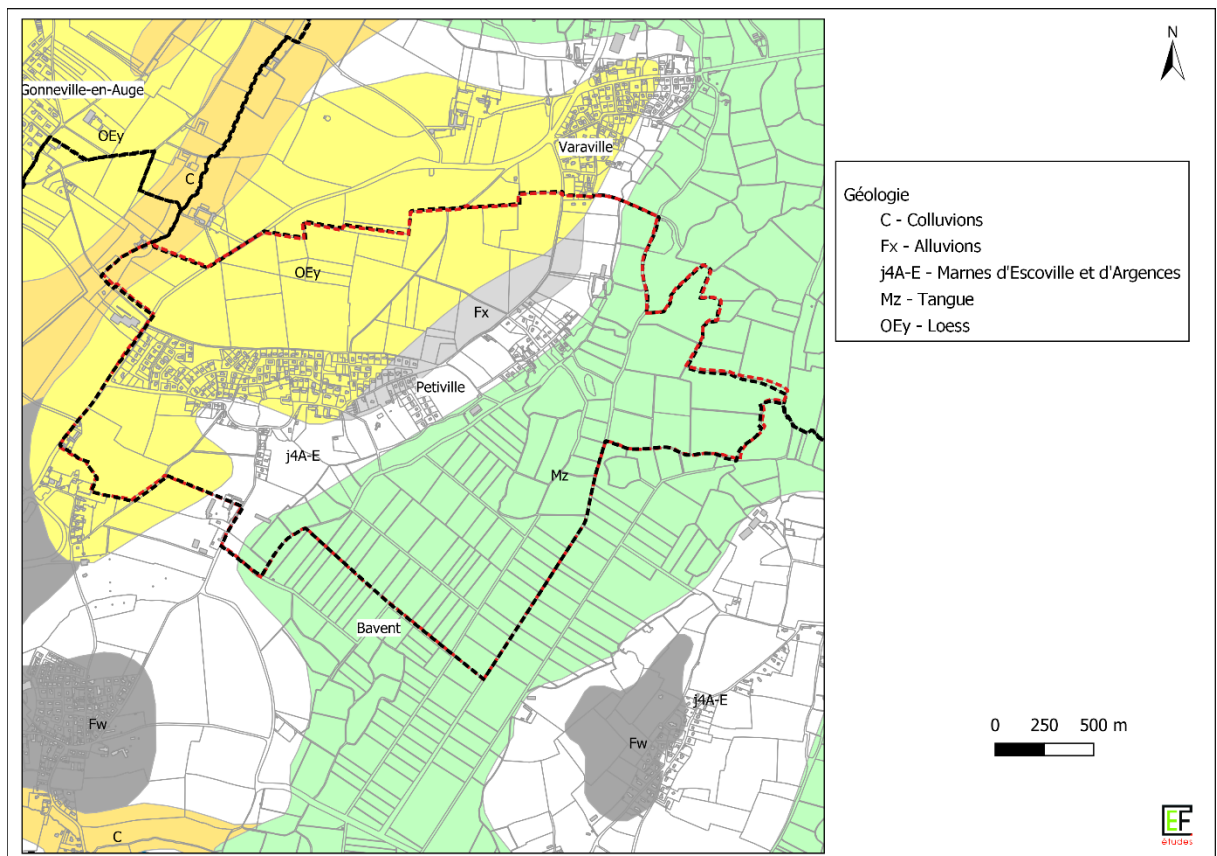 N
Gonneville-en-Auge
OEy
C
Varaville
OEy
Fx
Petiville
j4A-E
Mz
Bavent
Fw
j4A-E
Fw
C
Géologie
C - Colluvions
Fx - Alluvions
j4A-E - Marnes d'Escoville et d'Argences
Mz - Tangue
OEy - Loess
0 250 500 m
CEF
études